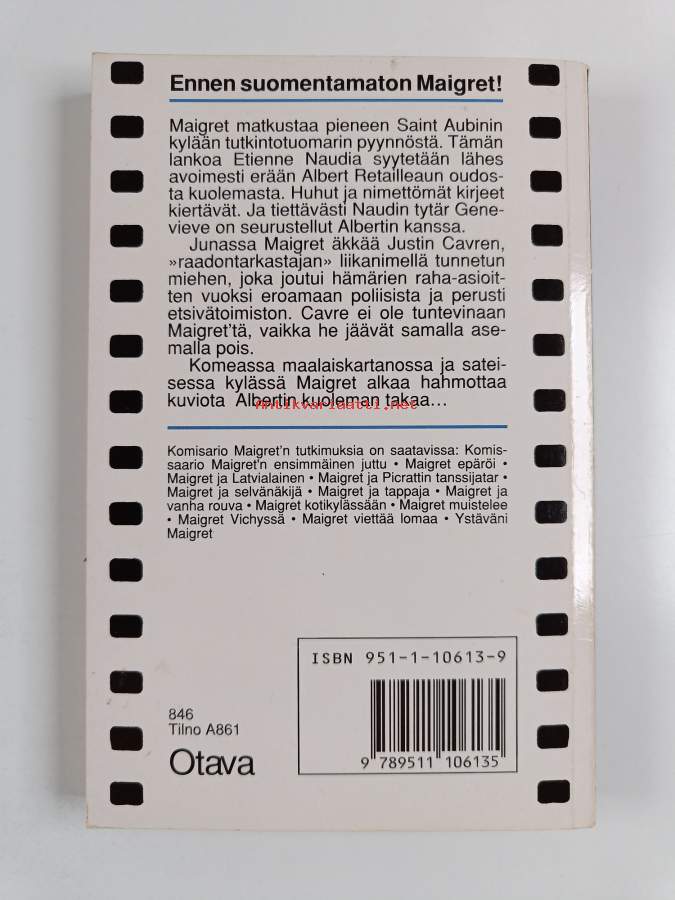 Ennen suomentamaton Maigret!
Maigret matkustaa pieneen Saint Aubinin
kylään tutkintotuomarin pyynnöstä. Tämän
lankoa Etienne Naudia syytetään lähes
avoimesti erään Albert Retailleaun oudos-
ta kuolemasta. Huhut ja nimettömät kirjeet
kiertävät. Ja tiettävästi Naudin tytär Gene-
vieve on seurustellut Albertin kanssa.
Junassa Maigret äkkää Justin Cavren,
»raadontarkastajan» liikanimellä tunnetun
miehen, joka joutui hämärien raha-asioit-
ten vuoksi eroamaan poliisista ja perusti
etsivätoimiston. Cavre ei ole tuntevinaan
Maigret'tä, vaikka he jäävät samalla ase-
malla pois.
Komeassa maalaiskartanossa ja satei-
sessa kylässä Maigret alkaa hahmottaa
kuviota Albertin kuoleman takaa...
Antikvariaatti.net
Komisario Maigret'n tutkimuksia on saatavissa: Komis-
saario Maigret'n ensimmäinen juttu • Maigret epäröi •
Maigret ja Latvialainen • Maigret ja Picrattin tanssijatar •
Maigret ja selvänäkijä • Maigret ja tappaja • Maigret ja
vanha rouva • Maigret kotikylässään • Maigret muistelee
• Maigret Vichyssä • Maigret viettää lomaa • Ystäväni
Maigret
ISBN 951-1-10613-9
846
Tilno A861
Otava
9 789511 106135